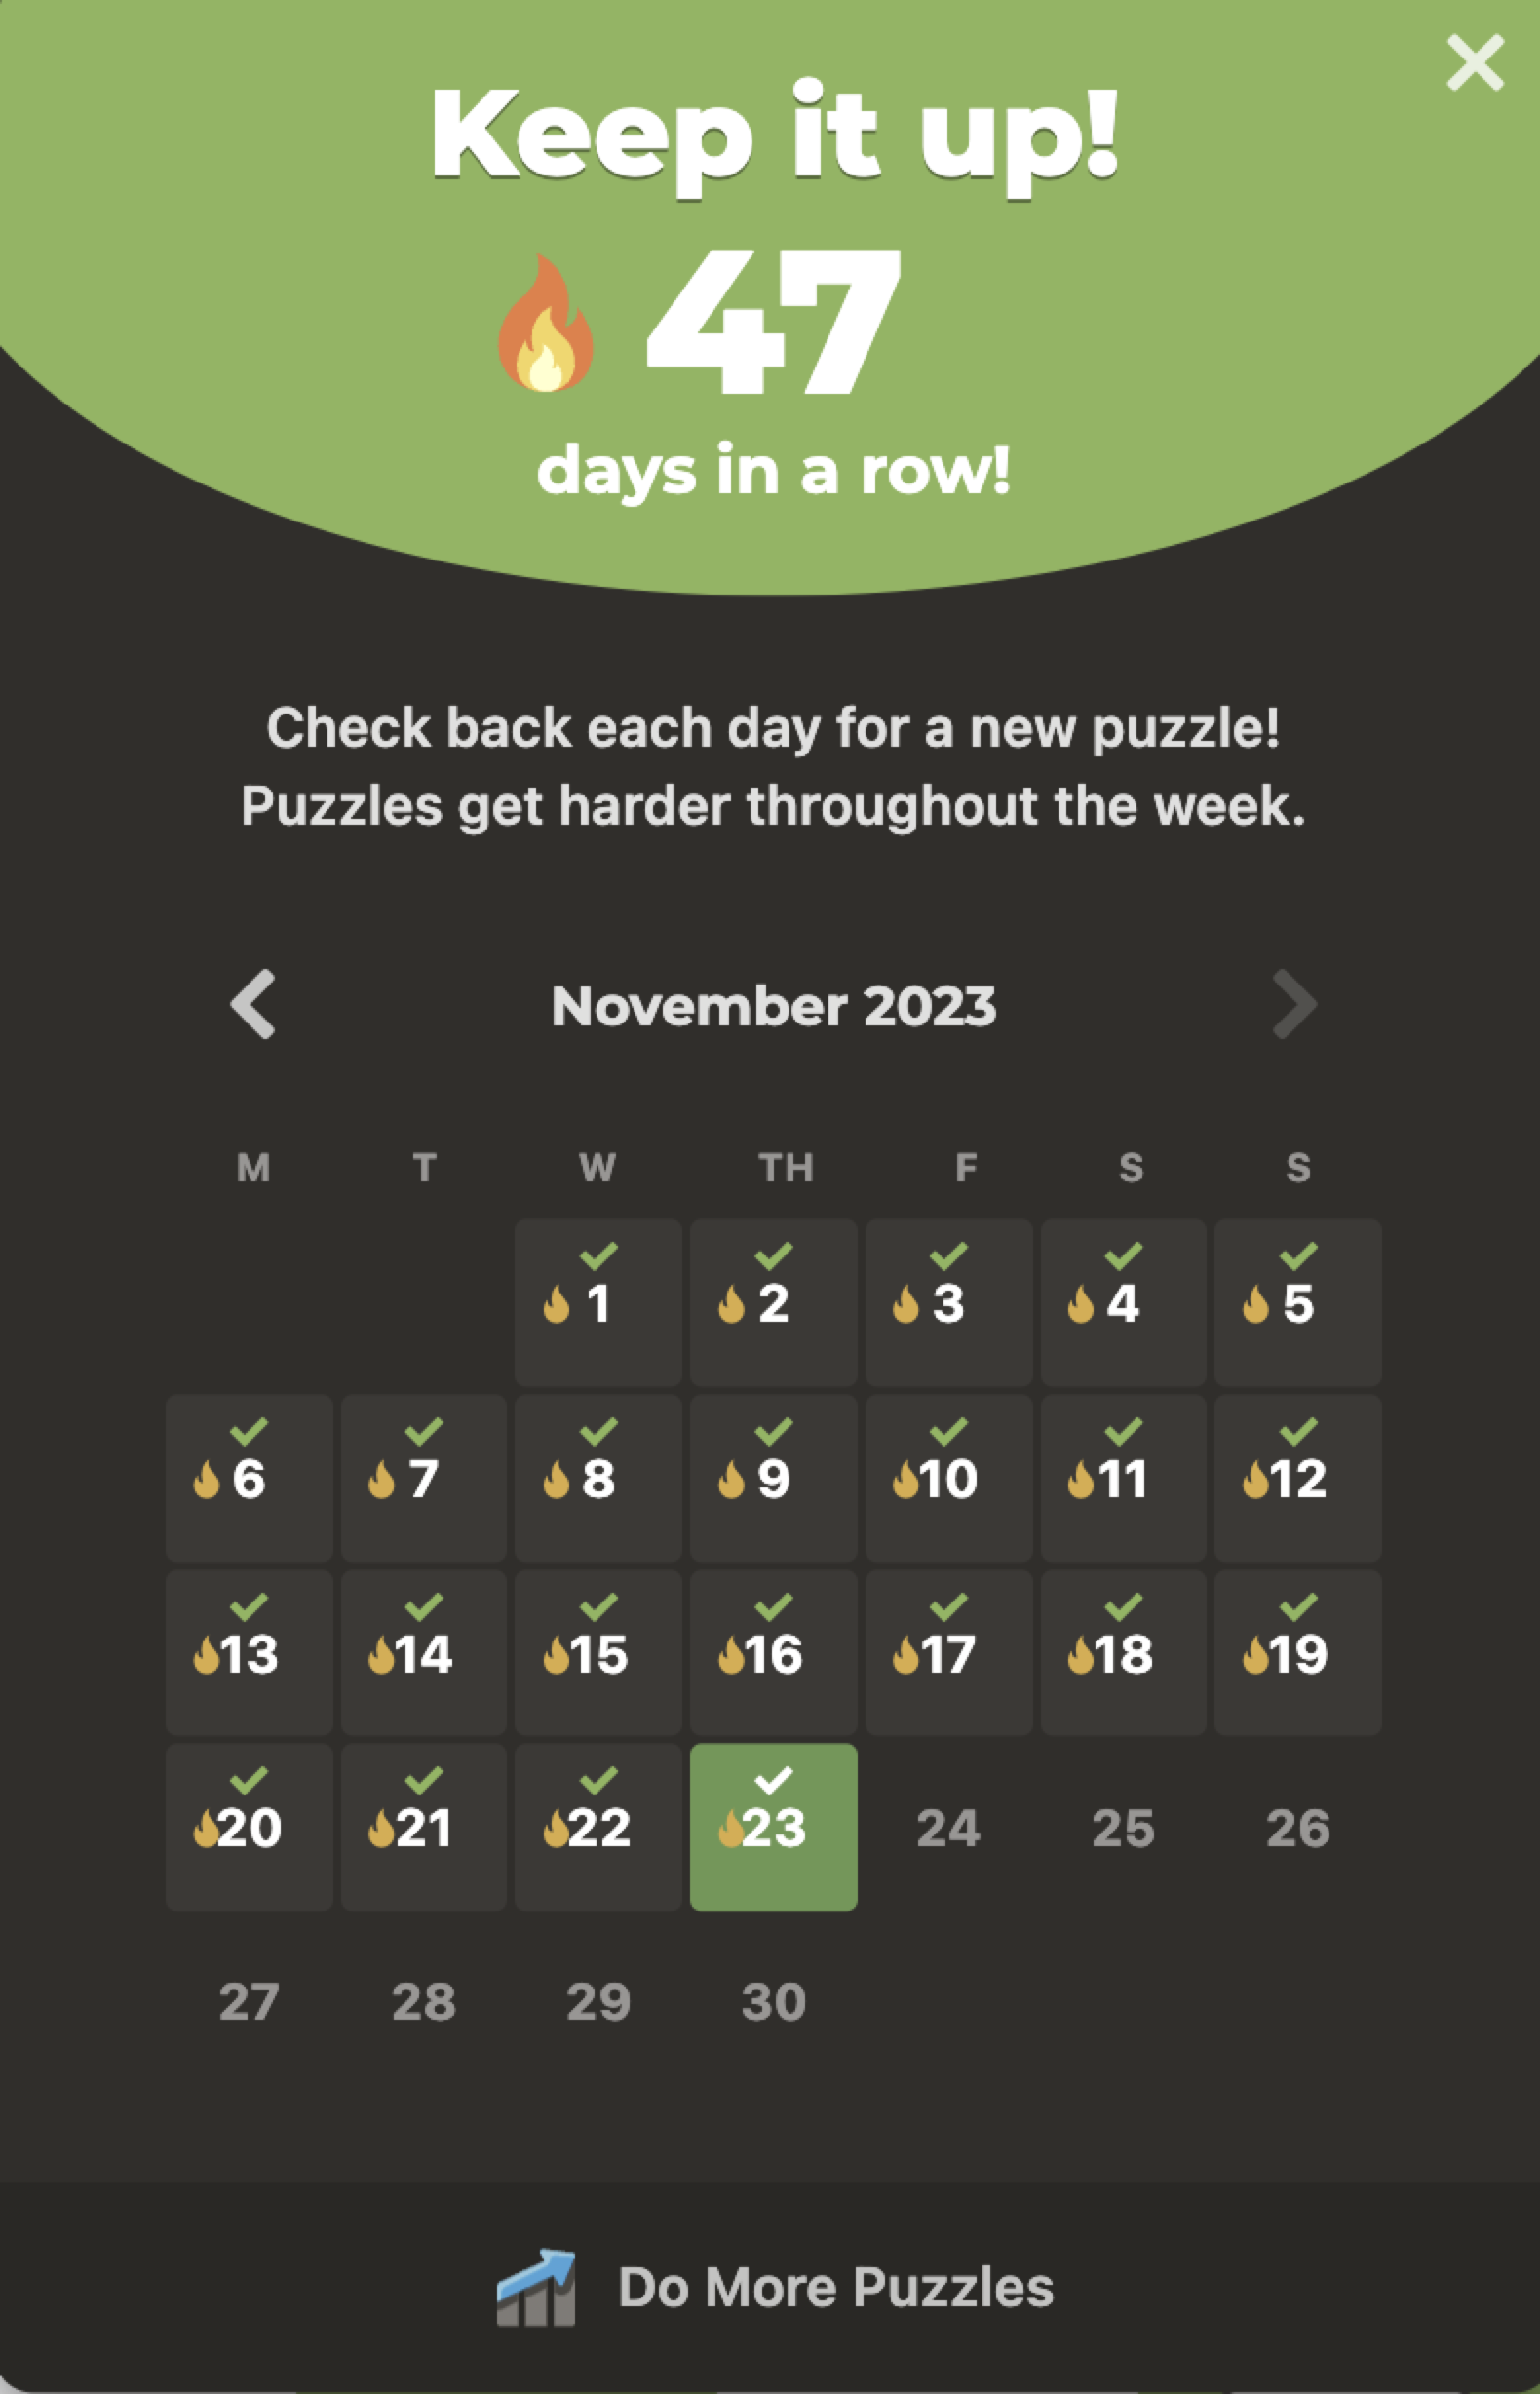 Keep it up!
47
days in a row!
Check back each day for a new puzzle!
Puzzles get harder throughout the week.
November 2023
M T W TH F S S
1 2 3 4 5
6 7 8 9 10 11 12
13 14 15 16 17 18 19
20 21 22 23 24 25 26
27 28 29 30
Do More Puzzles